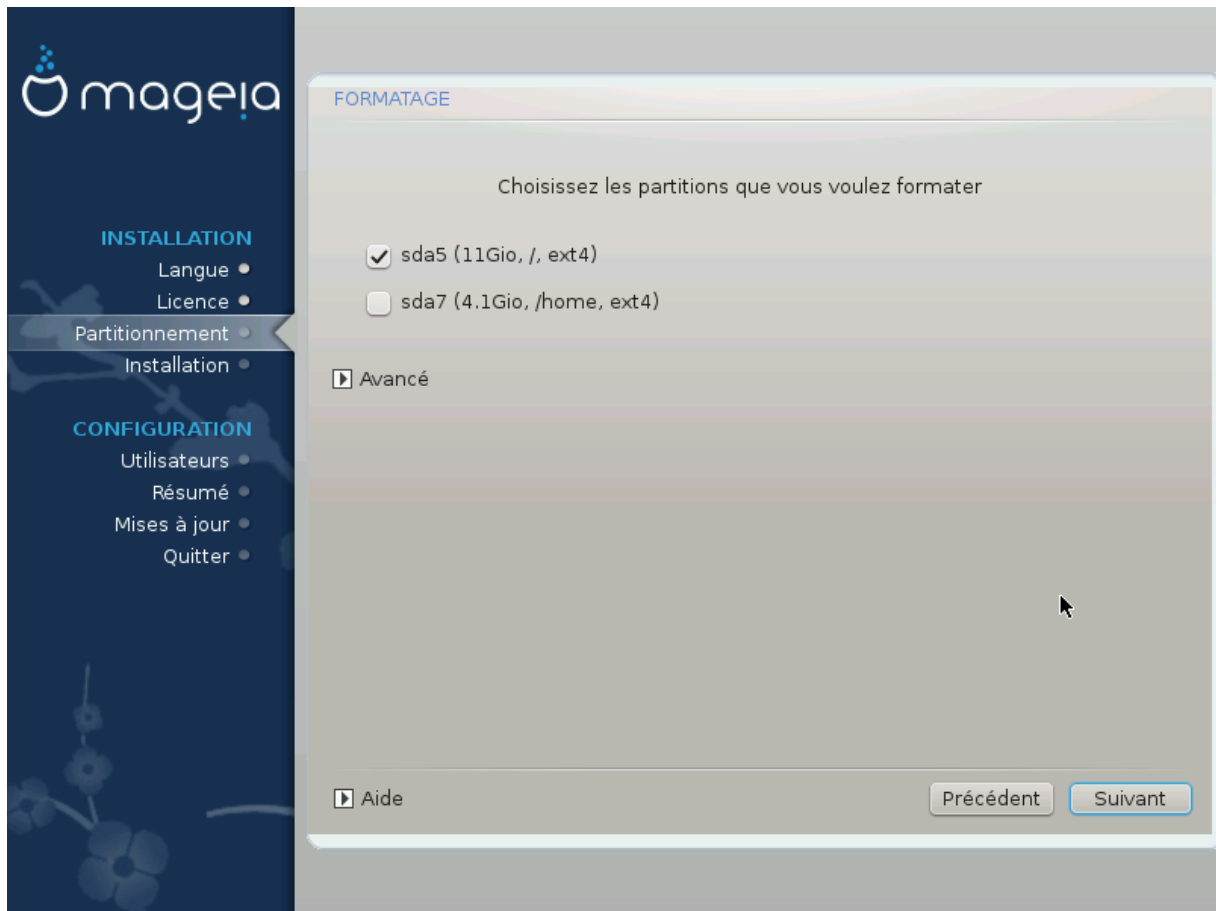 mageia
INSTALLATION
Langue
Licence
Partitionnement
Installation
CONFIGURATION
Utilisateurs
Résumé
Mises à jour
Quitter
FORMATAGE
Choisissez les partitions que vous voulez formater
sda5 (11Gio, /, ext4)
sda7 (4.1Gio, /home, ext4)
Avancé
Aide
Précédent
Suivant